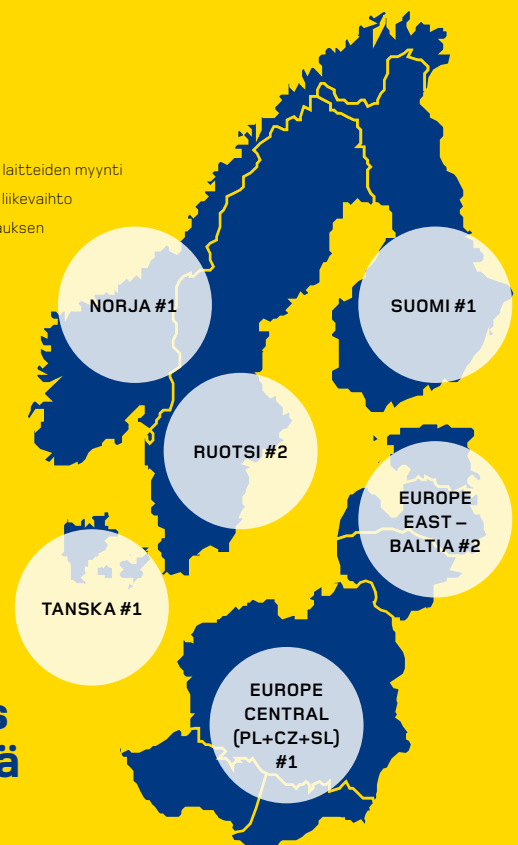 laitteiden myynti
liikevaihto
NORJA #1
SUOMI #1
RUOTSI #2
EUROPE
EAST –
BALTIA #2
TANSKA #1
EUROPE
CENTRAL
(PL+CZ+SL)
#1